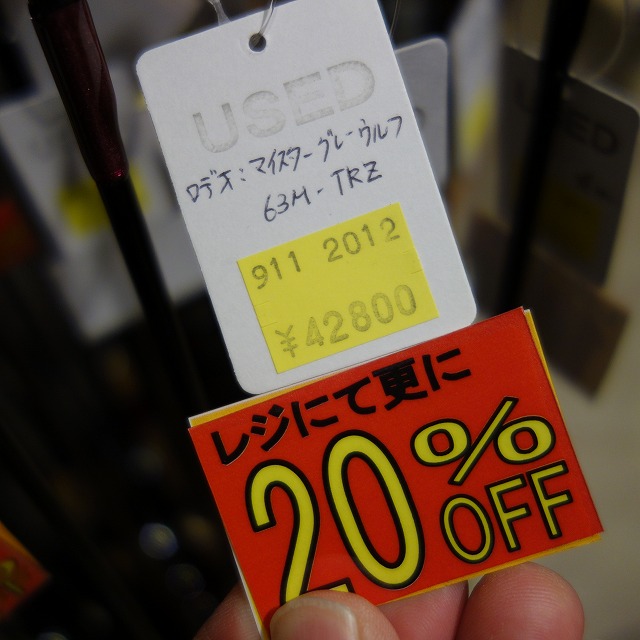 USED
ロデオ:マイスターグレーウルフ
63M-TRZ
911 2012
¥42800
レジにて更に
20%
OFF
USED